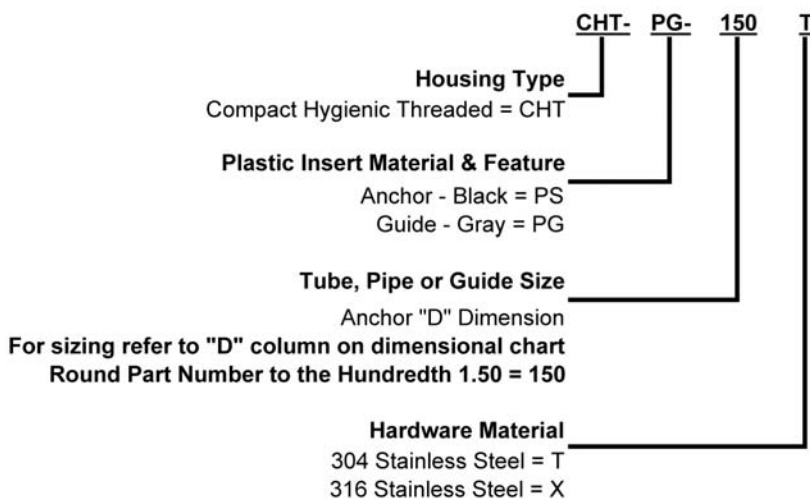 CHT- PG- 150 T
Housing Type
Compact Hygienic Threaded = CHT
Plastic Insert Material & Feature
Anchor - Black = PS
Guide - Gray = PG
Tube, Pipe or Guide Size
Anchor "D" Dimension
For sizing refer to "D" column on dimensional chart
Round Part Number to the Hundredth 1.50 = 150
Hardware Material
304 Stainless Steel = T
316 Stainless Steel = X